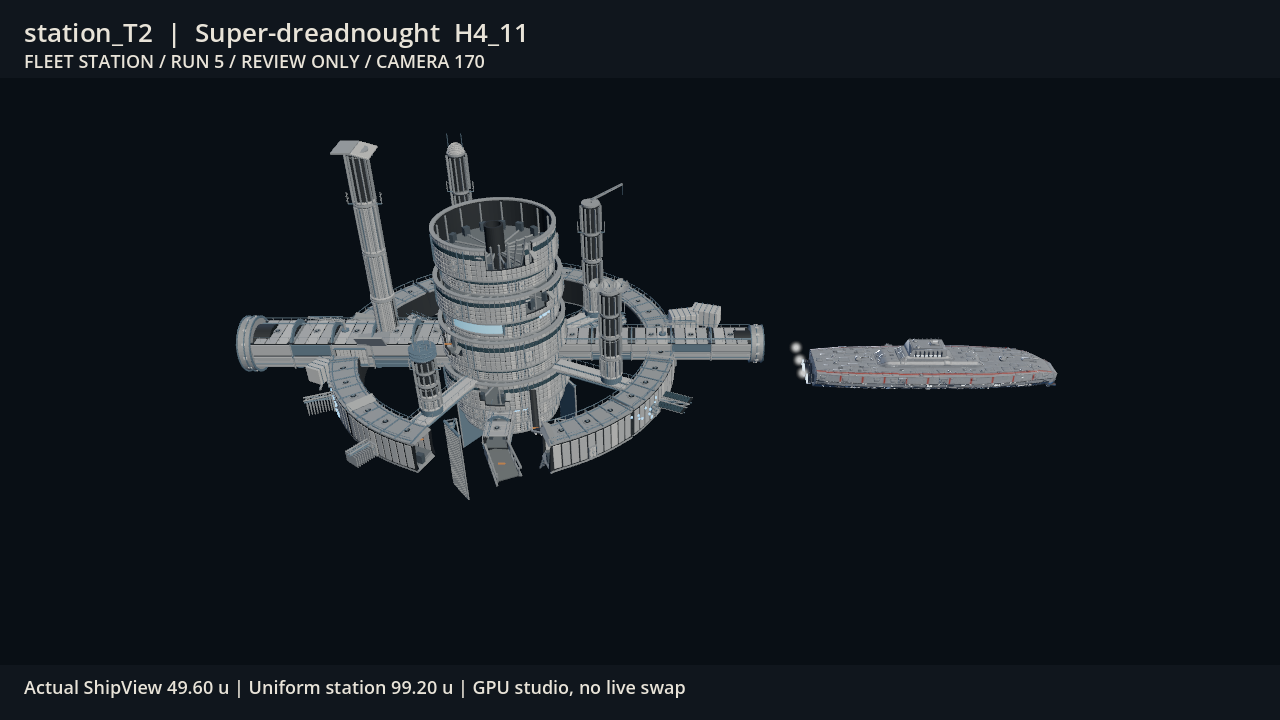 station_T2 | Super-dreadnought H4_11
FLEET STATION / RUN 5 / REVIEW ONLY / CAMERA 170
Actual ShipView 49.60 u | Uniform station 99.20 u | GPU studio, no live swap